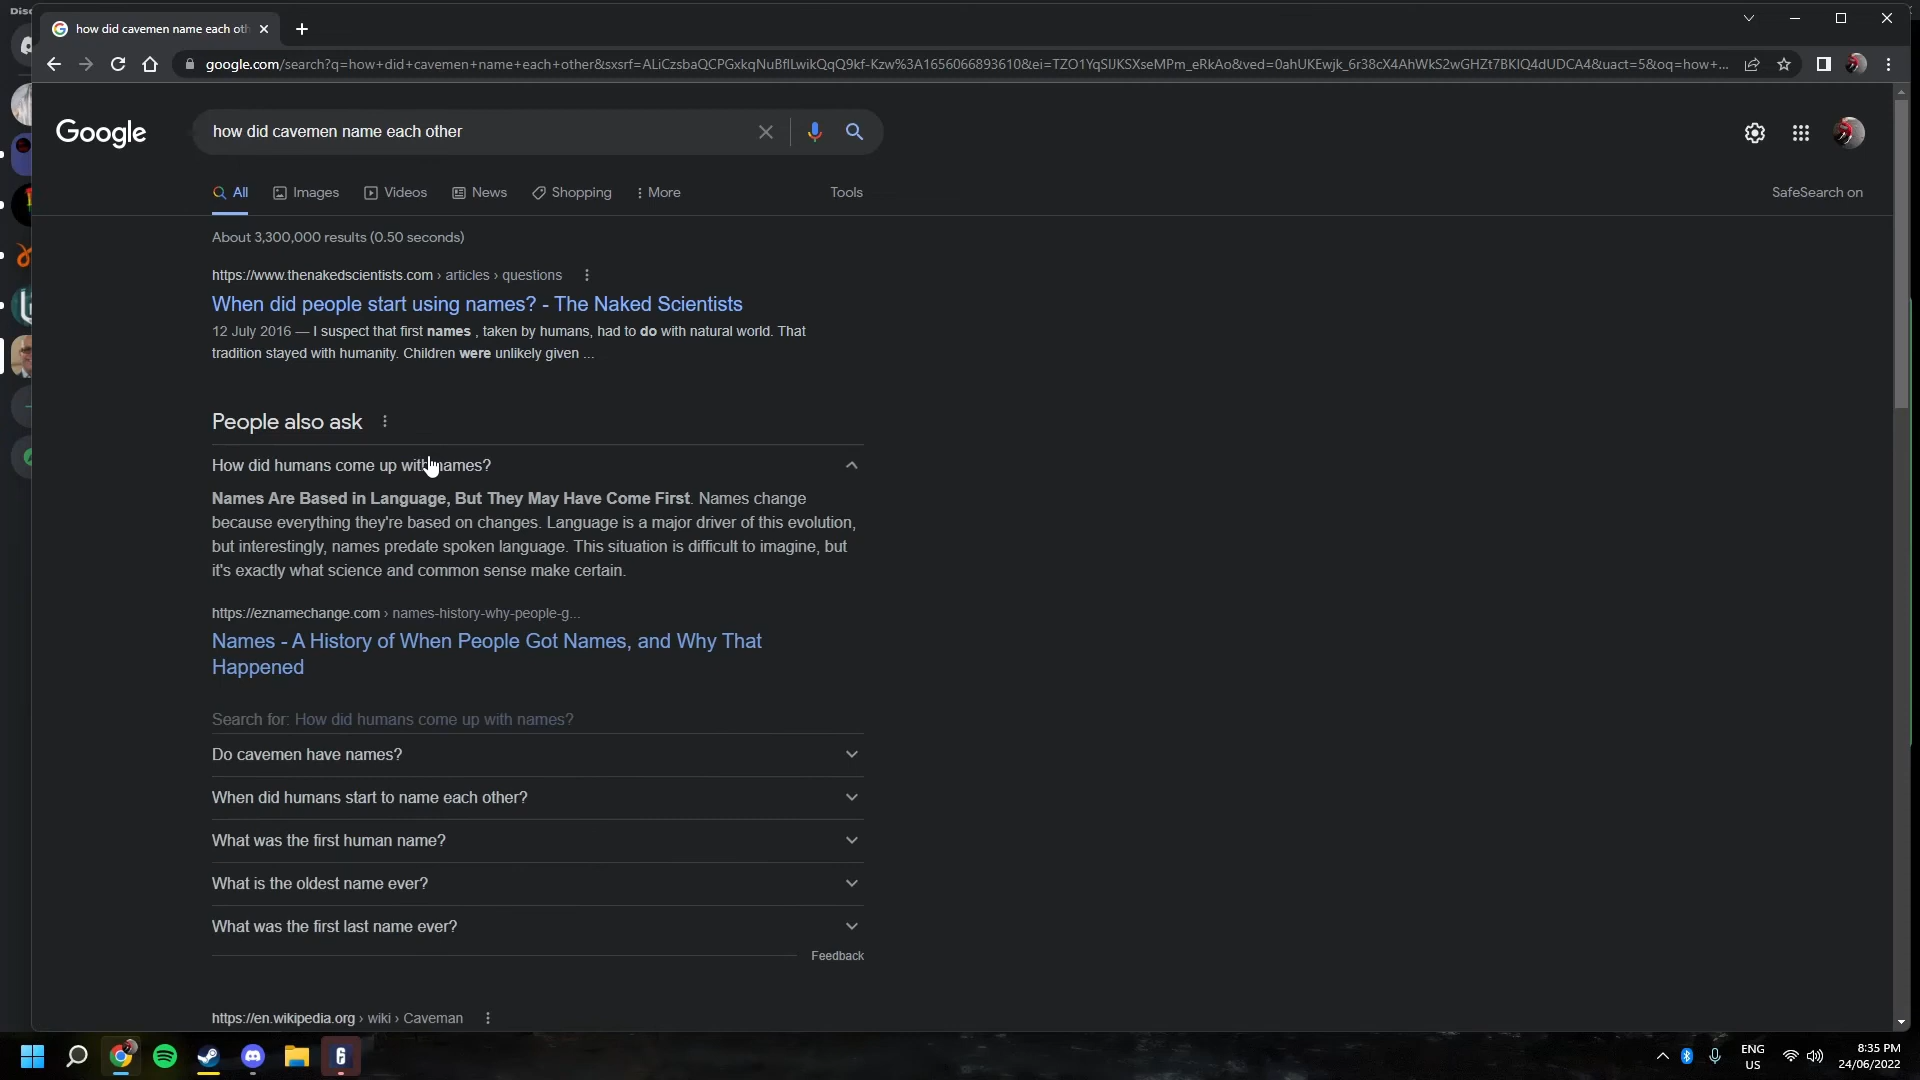 Disc
how did cavemen name each oth
google.com/search?q=how+did+cavemen+name+each+other&sxsrf=ALiCzsbaQCPGxkqNuBflLwikQqQ9kf-Kzw%3A1656066893610&ei=TZO1YqSlJKSXseMPm_eRkAo&ved=0ahUKEwjk_6r38cX4AhWkS2wGHZt7BKIQ4dUDCA4&uact=5&oq=how+...
Google
how did cavemen name each other
All Images Videos News Shopping More Tools SafeSearch on
About 3,300,000 results (0.50 seconds)
https://www.thenakedscientists.com › articles › questions
When did people start using names? - The Naked Scientists
12 July 2016 — I suspect that first names , taken by humans, had to do with natural world. That
tradition stayed with humanity. Children were unlikely given ...
People also ask
How did humans come up with names?
Names Are Based in Language, But They May Have Come First. Names change
because everything they're based on changes. Language is a major driver of this evolution,
but interestingly, names predate spoken language. This situation is difficult to imagine, but
it's exactly what science and common sense make certain.
https://eznamechange.com › names-history-why-people-g...
Names - A History of When People Got Names, and Why That
Happened
Search for: How did humans come up with names?
Do cavemen have names?
When did humans start to name each other?
What was the first human name?
What is the oldest name ever?
What was the first last name ever?
Feedback
https://en.wikipedia.org › wiki › Caveman
6
ENG
US
8:35 PM
24/06/2022